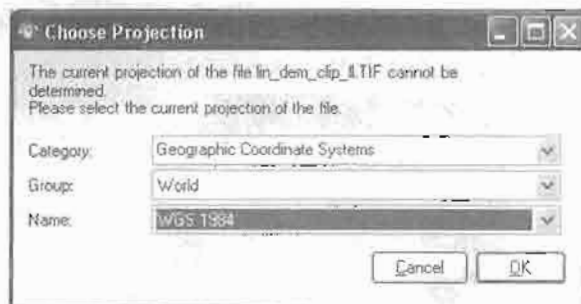 Choose Projection
The current projection of the file lin_dem_clip_ll.TIF cannot be
determined.
Please select the current projection of the file.
Category: Geographic Coordinate Systems
Group: World
Name: WGS 1984
Cancel OK